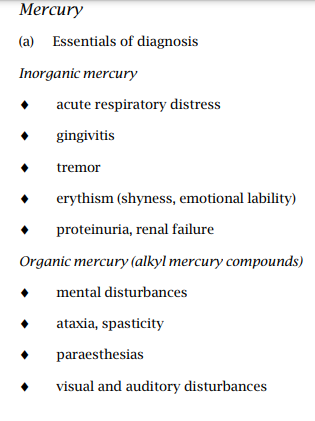 Mercury
(a) Essentials of diagnosis
Inorganic mercury
♦ acute respiratory distress
♦ gingivitis
♦ tremor
♦ erythism (shyness, emotional lability)
♦ proteinuria, renal failure
Organic mercury (alkyl mercury compounds)
♦ mental disturbances
♦ ataxia, spasticity
♦ paraesthesias
♦ visual and auditory disturbances